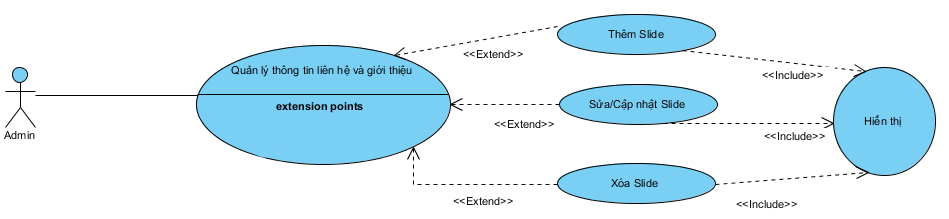 Thêm Slide
<<Extend>>
Quản lý thông tin liên hệ và giới thiệu
<<Include>>
extension points
Sửa/Cập nhật Slide
Hiển thị
<<Extend>>
Admin
<<Include>>
Xóa Slide
<<Extend>>
<<Include>>